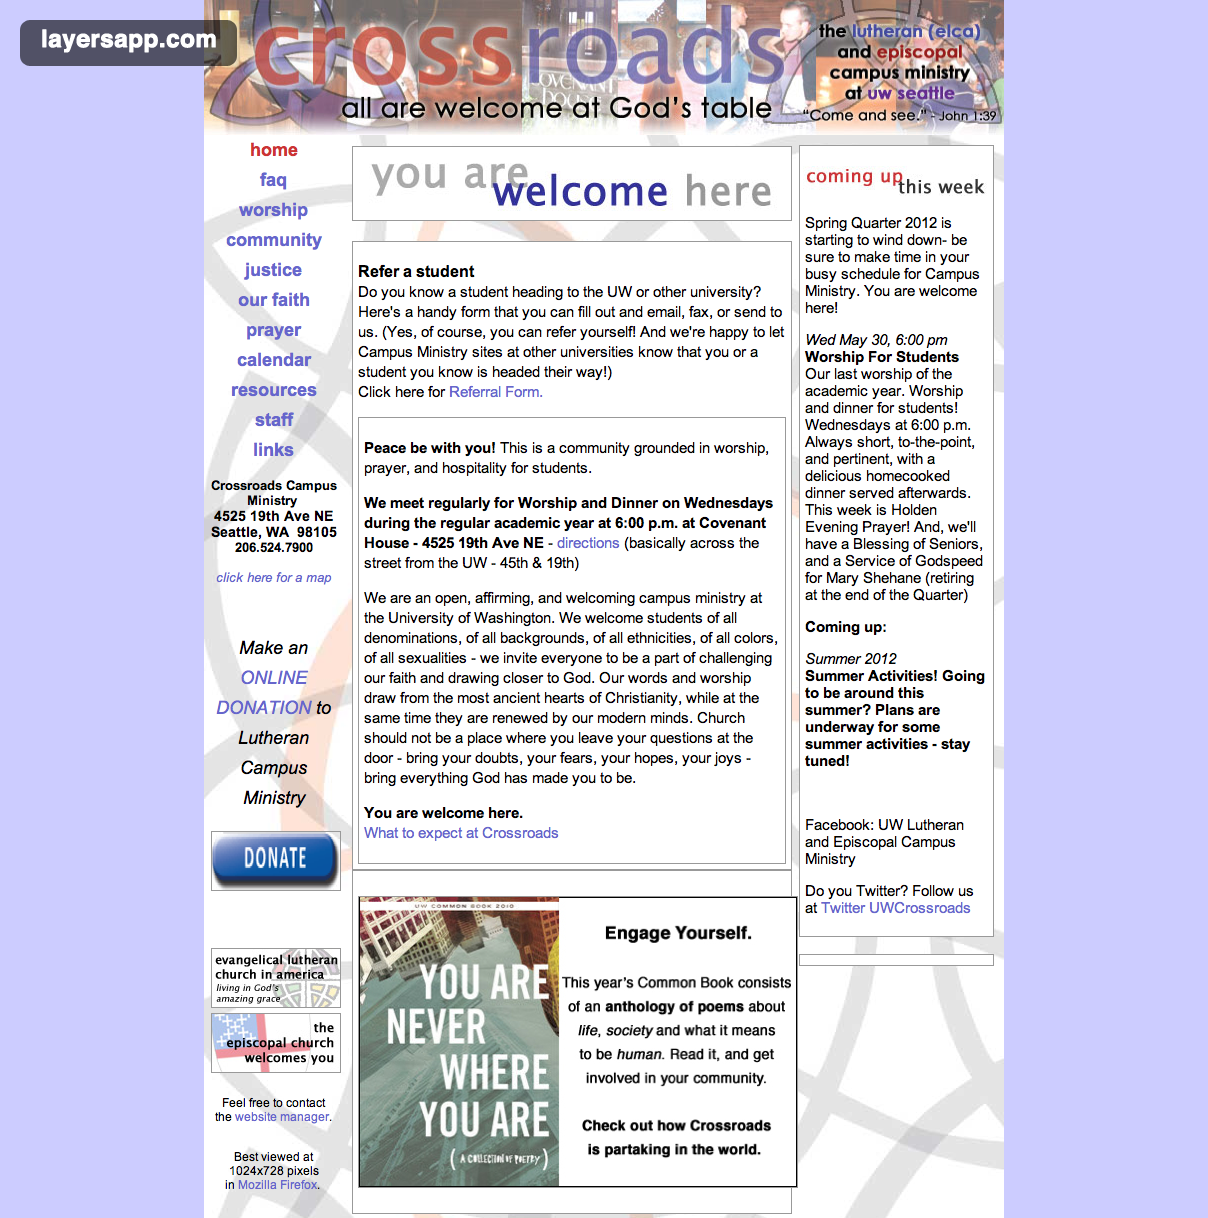 layersapp.com
crossroads
all are welcome at God's table
the lutheran (elca)
and episcopal
campus ministry
at uw seattle
"Come and see." - John 1:39
home
faq
worship
community
justice
our faith
prayer
calendar
resources
staff
links
Crossroads Campus
Ministry
4525 19th Ave NE
Seattle, WA  98105
206.524.7900
click here for a map
Make an
ONLINE
DONATION to
Lutheran
Campus
Ministry
DONATE
evangelical lutheran
church in america
living in God's
amazing grace
the
episcopal church
welcomes you
Feel free to contact
the website manager.
Best viewed at
1024x728 pixels
in Mozilla Firefox.
you are
welcome here
Refer a student
Do you know a student heading to the UW or other university?
Here's a handy form that you can fill out and email, fax, or send to
us. (Yes, of course, you can refer yourself! And we're happy to let
Campus Ministry sites at other universities know that you or a
student you know is headed their way!)
Click here for Referral Form.
Peace be with you! This is a community grounded in worship,
prayer, and hospitality for students.
We meet regularly for Worship and Dinner on Wednesdays
during the regular academic year at 6:00 p.m. at Covenant
House - 4525 19th Ave NE - directions (basically across the
street from the UW - 45th & 19th)
We are an open, affirming, and welcoming campus ministry at
the University of Washington. We welcome students of all
denominations, of all backgrounds, of all ethnicities, of all colors,
of all sexualities - we invite everyone to be a part of challenging
our faith and drawing closer to God. Our words and worship
draw from the most ancient hearts of Christianity, while at the
same time they are renewed by our modern minds. Church
should not be a place where you leave your questions at the
door - bring your doubts, your fears, your hopes, your joys -
bring everything God has made you to be.
You are welcome here.
What to expect at Crossroads
UW COMMON BOOK 2010
YOU ARE
NEVER
WHERE
YOU ARE
(A COLLECTION OF POETRY)
Engage Yourself.
This year's Common Book consists
of an anthology of poems about
life, society and what it means
to be human. Read it, and get
involved in your community.
Check out how Crossroads
is partaking in the world.
coming up
this week
Spring Quarter 2012 is
starting to wind down- be
sure to make time in your
busy schedule for Campus
Ministry. You are welcome
here!
Wed May 30, 6:00 pm
Worship For Students
Our last worship of the
academic year. Worship
and dinner for students!
Wednesdays at 6:00 p.m.
Always short, to-the-point,
and pertinent, with a
delicious homecooked
dinner served afterwards.
This week is Holden
Evening Prayer! And, we'll
have a Blessing of Seniors,
and a Service of Godspeed
for Mary Shehane (retiring
at the end of the Quarter)
Coming up:
Summer 2012
Summer Activities! Going
to be around this
summer? Plans are
underway for some
summer activities - stay
tuned!
Facebook: UW Lutheran
and Episcopal Campus
Ministry
Do you Twitter? Follow us
at Twitter UWCrossroads